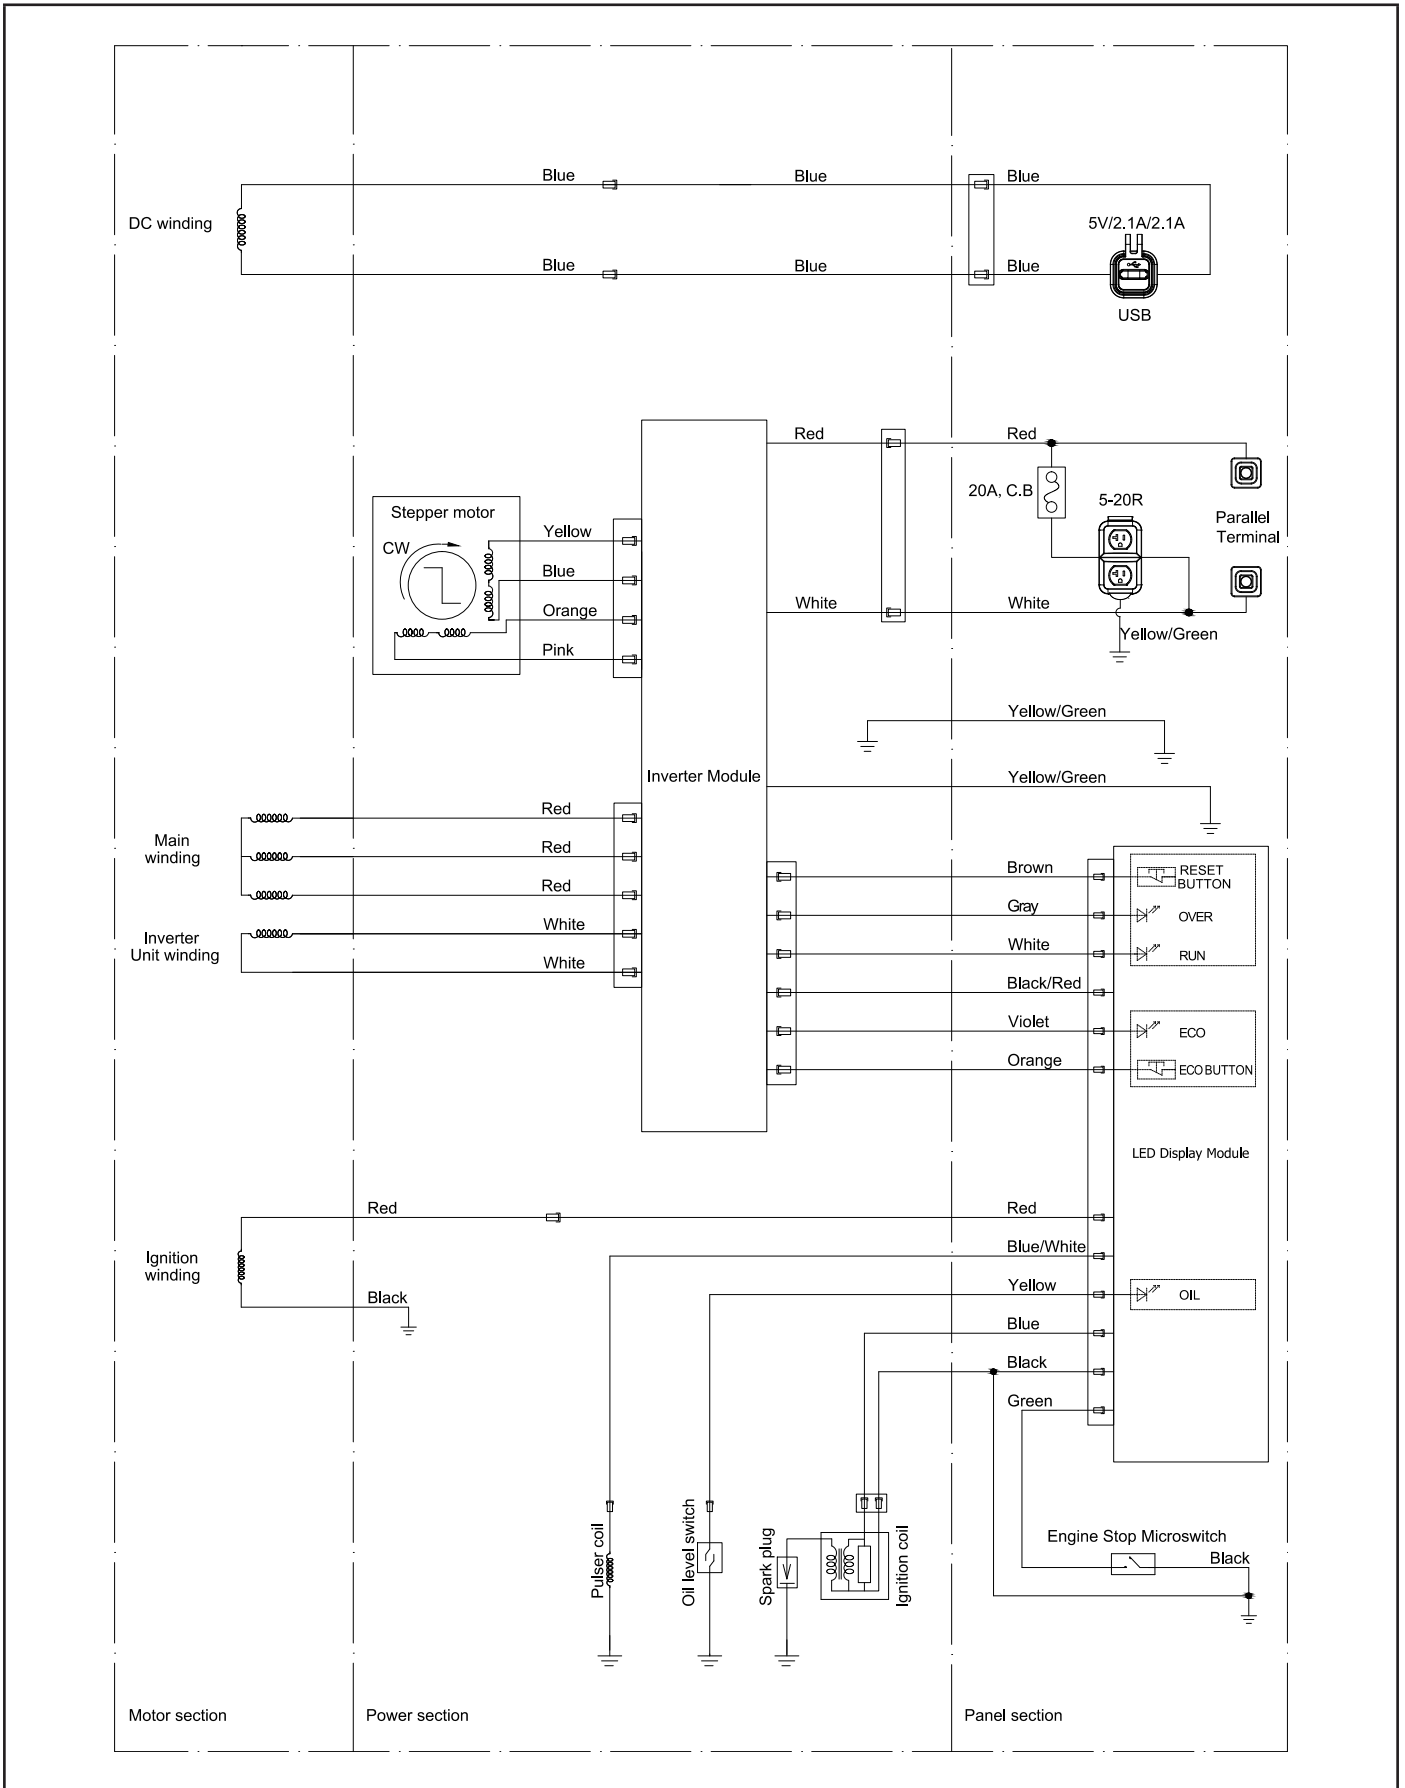 Blue
Blue
Blue
DC winding
5V/2.1A/2.1A
Blue
Blue
Blue
USB
Red
Red
20A, C.B
5-20R
Stepper motor
Parallel
Terminal
CW
Yellow
Blue
Orange
Pink
White
White
Yellow/Green
Yellow/Green
Inverter Module
Yellow/Green
Main
winding
Red
Red
Red
Inverter
Unit winding
White
White
Brown
RESET
BUTTON
Gray
OVER
White
RUN
Black/Red
Violet
ECO
Orange
ECO BUTTON
LED Display Module
Red
Red
Ignition
winding
Blue/White
Black
Yellow
OIL
Blue
Black
Green
Pulser coil
Oil level switch
Spark plug
Ignition coil
Engine Stop Microswitch
Black
Motor section
Power section
Panel section